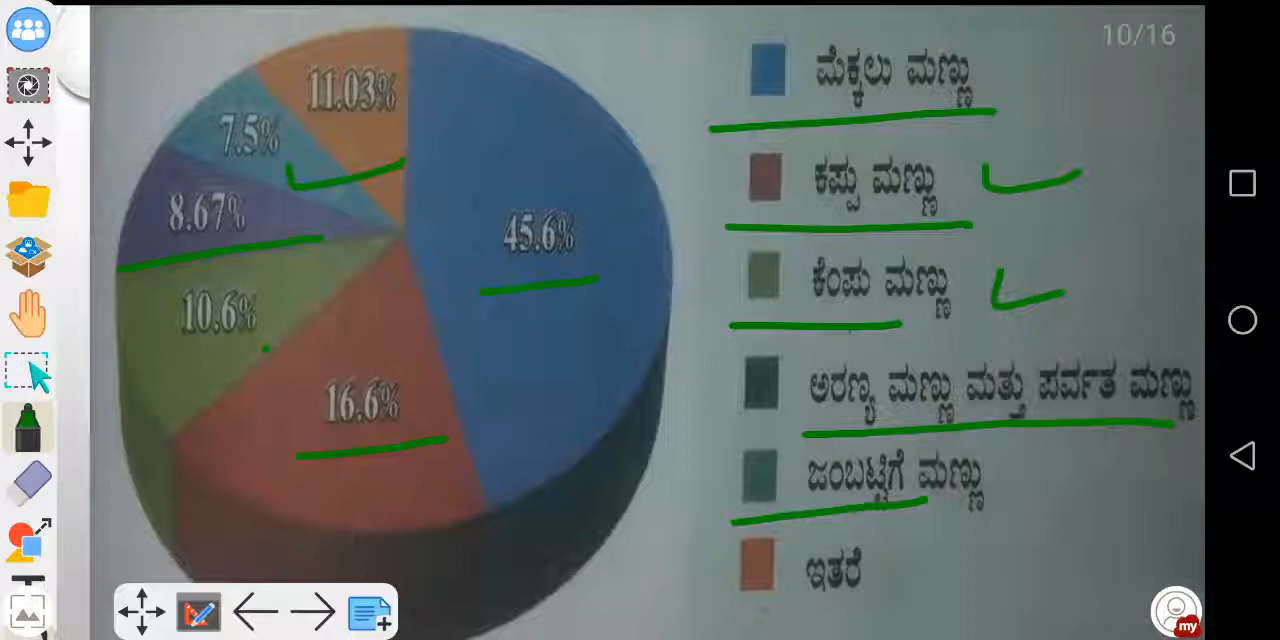 10/16
11.03%
7.5%
8.67%
10.6%
16.6%
45.6%
ಮೆಕ್ಕಲು ಮಣ್ಣು
ಕಪ್ಪು ಮಣ್ಣು
ಕೆಂಪು ಮಣ್ಣು
ಅರಣ್ಯ ಮಣ್ಣು ಮತ್ತು ಪರ್ವತ ಮಣ್ಣು
ಜಂಬಟ್ಟಿಗೆ ಮಣ್ಣು
ಇತರೆ
my